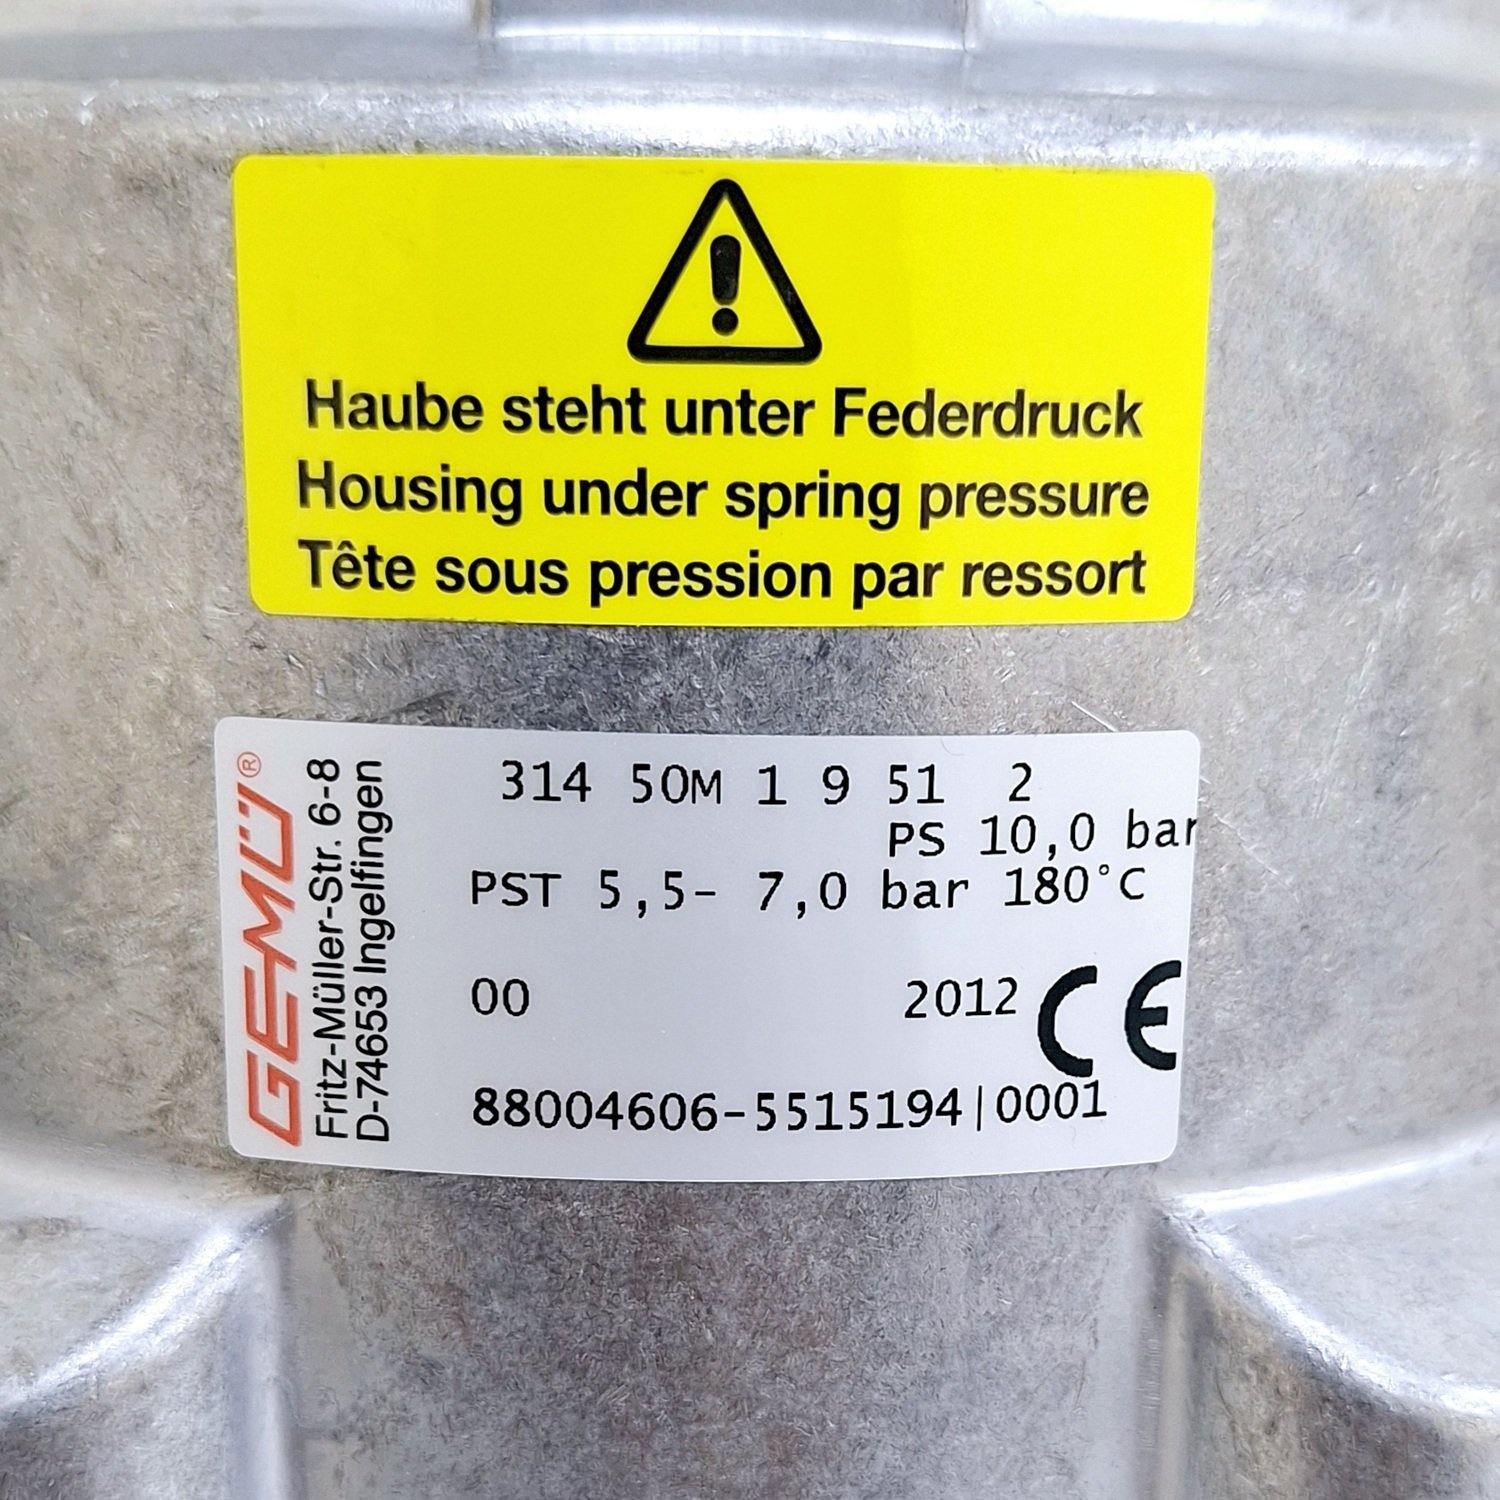 Haube steht unter Federdruck
Housing under spring pressure
Tête sous pression par ressort
GEMÜ®
Fritz-Müller-Str. 6-8
D-74653 Ingelfingen
314 50M 1 9 51 2
PS 10,0 bar
PST 5,5- 7,0 bar 180°C
00 2012 CE
88004606-5515194|0001